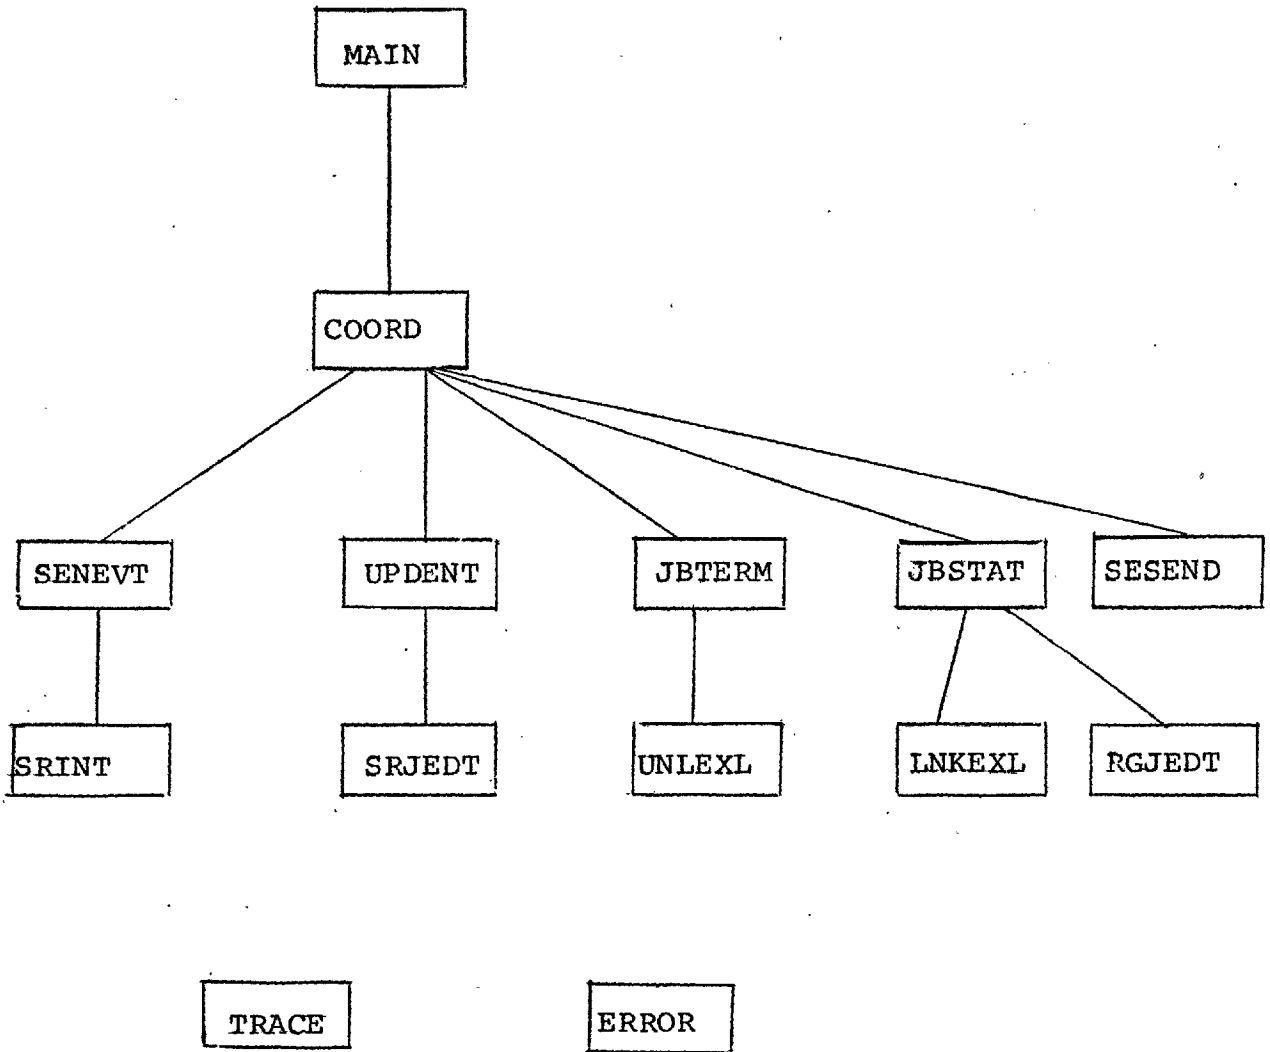 MAIN
COORD
SENEVT UPDENT JBTERM JBSTAT SESEND
SRINT SRJEDT UNLEXL LNKEXL RGJEDT
TRACE ERROR